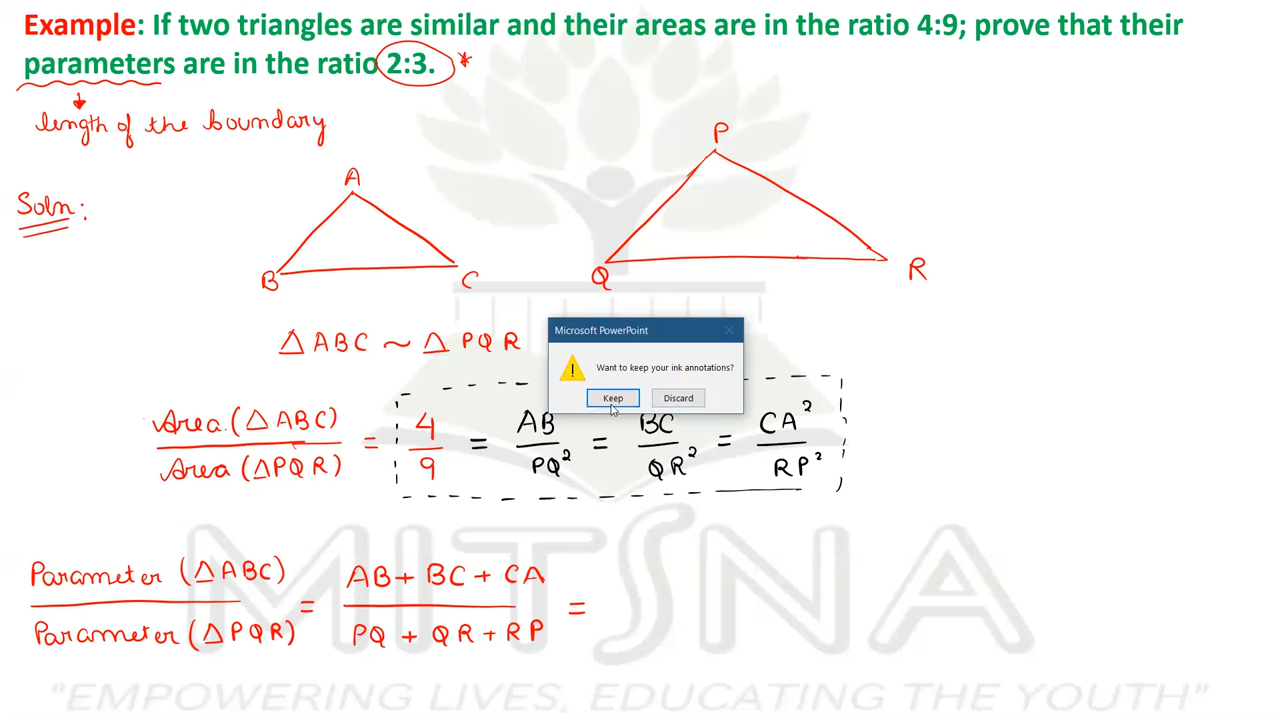 Example: If two triangles are similar and their areas are in the ratio 4:9; prove that their
parameters are in the ratio 2:3. *
length of the boundary
Soln:
A
B
C
P
Q
R
△ABC ~ △PQR
Microsoft PowerPoint
Want to keep your ink annotations?
Keep
Discard
Area.(△ABC) / Area(△PQR) = 4/9 = AB/PQ² = BC/QR² = CA²/RP²
Parameter (△ABC) / Parameter (△PQR) = AB + BC + CA / PQ + QR + RP =
MITSNA
"EMPOWERING LIVES, EDUCATING THE YOUTH"